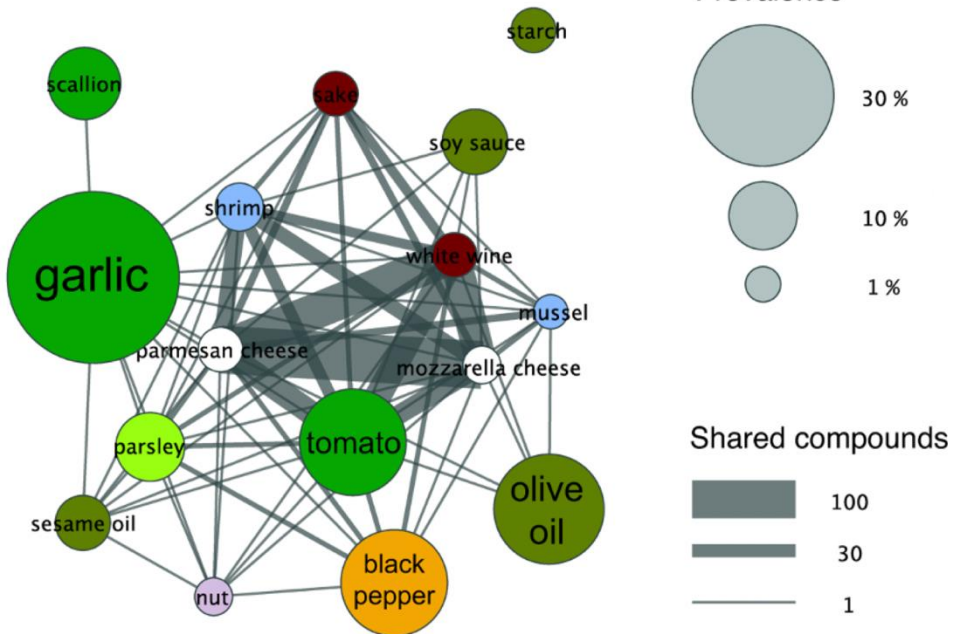 Prevalence
starch
scallion
sake
30 %
soy sauce
shrimp
10 %
white wine
garlic
1 %
mussel
parmesan cheese
mozzarella cheese
parsley
tomato
Shared compounds
olive
oil
100
sesame oil
30
black
pepper
nut
1